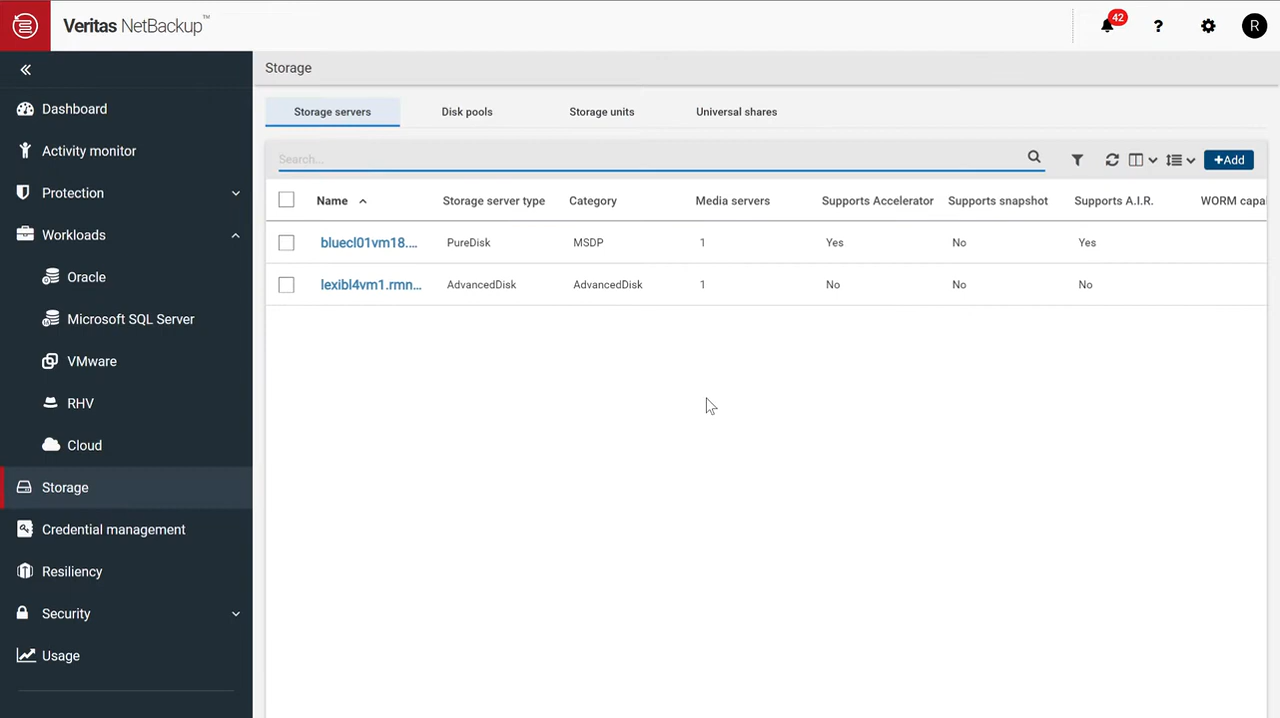 Veritas NetBackup™
42
?
R
Dashboard
Activity monitor
Protection
Workloads
Oracle
Microsoft SQL Server
VMware
RHV
Cloud
Storage
Credential management
Resiliency
Security
Usage
Storage
Storage servers Disk pools Storage units Universal shares
Search...
+Add
Name Storage server type Category Media servers Supports Accelerator Supports snapshot Supports A.I.R. WORM capa
bluecl01vm18.... PureDisk MSDP 1 Yes No Yes
lexibl4vm1.rmn... AdvancedDisk AdvancedDisk 1 No No No